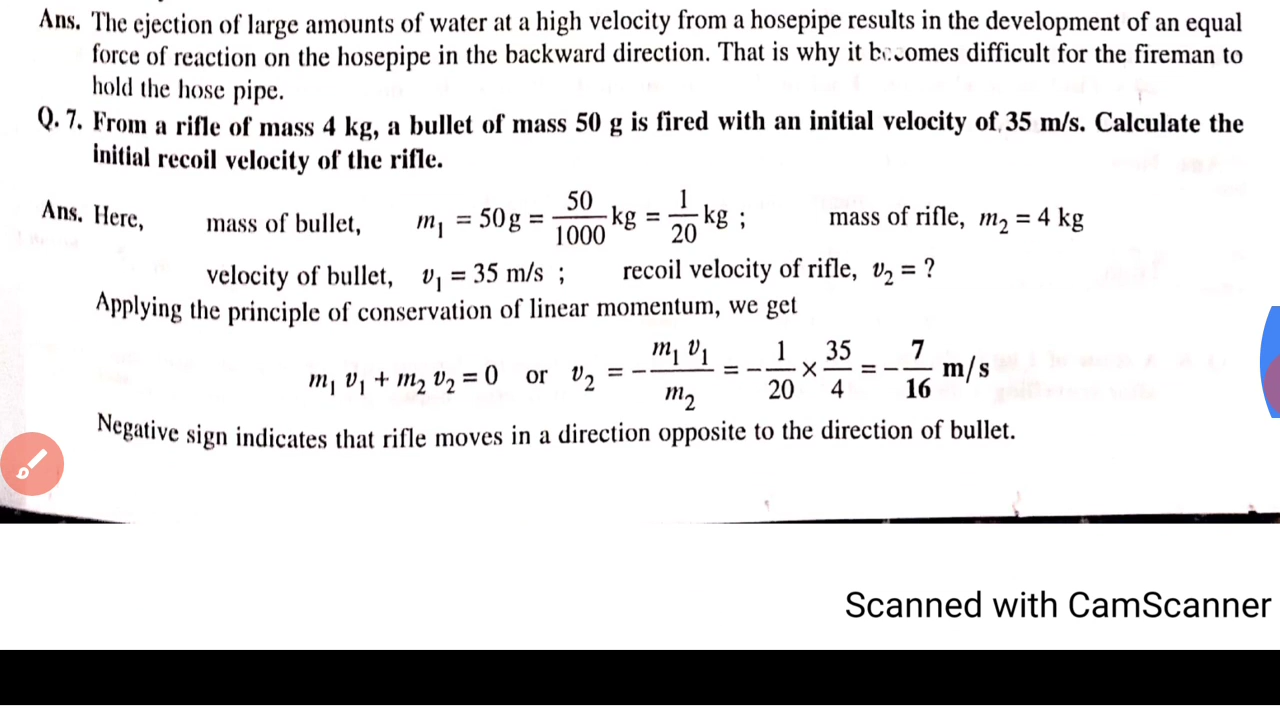 Ans. The ejection of large amounts of water at a high velocity from a hosepipe results in the development of an equal
force of reaction on the hosepipe in the backward direction. That is why it becomes difficult for the fireman to
hold the hose pipe.
Q. 7. From a rifle of mass 4 kg, a bullet of mass 50 g is fired with an initial velocity of 35 m/s. Calculate the
initial recoil velocity of the rifle.
Ans. Here, mass of bullet, m₁ = 50g = 50/1000 kg = 1/20 kg ; mass of rifle, m₂ = 4 kg
velocity of bullet, v₁ = 35 m/s ; recoil velocity of rifle, v₂ = ?
Applying the principle of conservation of linear momentum, we get
m₁ v₁ + m₂ v₂ = 0 or v₂ = – m₁ v₁/m₂ = – 1/20 × 35/4 = – 7/16 m/s
Negative sign indicates that rifle moves in a direction opposite to the direction of bullet.
Scanned with CamScanner